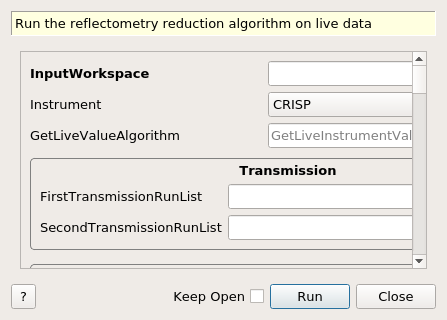 Run the reflectometry reduction algorithm on live data
InputWorkspace
Instrument CRISP
GetLiveValueAlgorithm GetLiveInstrumentVal
Transmission
FirstTransmissionRunList
SecondTransmissionRunList
? Keep Open Run Close